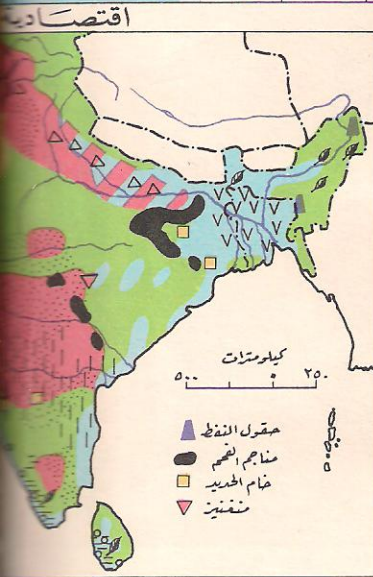 اقتصادية
كيلومترات
٥٠٠ ٢٥٠
حقول النفط
مناجم الفحم
خام الحديد
منغنيز